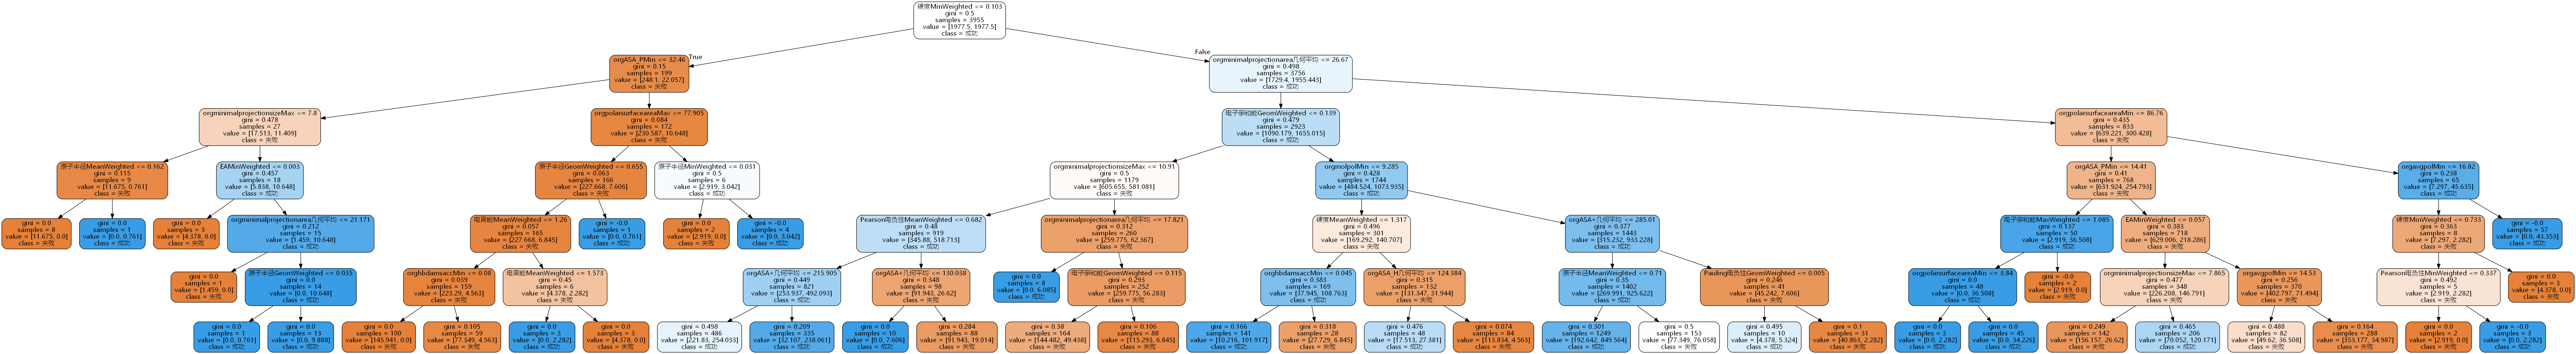 硬度MinWeighted <= 0.103
gini = 0.5
samples = 3955
value = [1977.5, 1977.5]
class = 成功
True
False
orgASA_PMin <= 32.46
gini = 0.15
samples = 199
value = [248.1, 22.057]
class = 失败
orgminimalprojectionarea几何平均 <= 26.67
gini = 0.498
samples = 3756
value = [1729.4, 1955.443]
class = 成功
orgminimalprojectionsizeMax <= 7.8
gini = 0.478
samples = 27
value = [17.513, 11.409]
class = 失败
orgpolarsurfaceareaMax <= 77.905
gini = 0.084
samples = 172
value = [230.587, 10.648]
class = 失败
电子亲和能GeomWeighted <= 0.139
gini = 0.479
samples = 2923
value = [1090.179, 1655.015]
class = 成功
orgpolarsurfaceareaMin <= 86.76
gini = 0.435
samples = 833
value = [639.221, 300.428]
class = 失败
原子半径MeanWeighted <= 0.162
gini = 0.115
samples = 9
value = [11.675, 0.761]
class = 失败
EAMinWeighted <= 0.003
gini = 0.457
samples = 18
value = [5.838, 10.648]
class = 成功
原子半径GeomWeighted <= 0.655
gini = 0.063
samples = 166
value = [227.668, 7.606]
class = 失败
原子半径MinWeighted <= 0.031
gini = 0.5
samples = 6
value = [2.919, 3.042]
class = 成功
orgminimalprojectionsizeMax <= 10.91
gini = 0.5
samples = 1179
value = [605.655, 581.081]
class = 失败
orgmolpolMin <= 9.285
gini = 0.428
samples = 1744
value = [484.524, 1073.935]
class = 成功
orgASA_PMin <= 14.41
gini = 0.41
samples = 768
value = [631.924, 254.793]
class = 失败
orgavgpolMin <= 16.82
gini = 0.238
samples = 65
value = [7.297, 45.635]
class = 成功
gini = 0.0
samples = 8
value = [11.675, 0.0]
class = 失败
gini = 0.0
samples = 1
value = [0.0, 0.761]
class = 成功
gini = 0.0
samples = 3
value = [4.378, 0.0]
class = 失败
orgminimalprojectionarea几何平均 <= 21.171
gini = 0.212
samples = 15
value = [1.459, 10.648]
class = 成功
电离能MeanWeighted <= 1.26
gini = 0.057
samples = 165
value = [227.668, 6.845]
class = 失败
gini = -0.0
samples = 1
value = [0.0, 0.761]
class = 成功
gini = 0.0
samples = 2
value = [2.919, 0.0]
class = 失败
gini = -0.0
samples = 4
value = [0.0, 3.042]
class = 成功
Pearson电负性MeanWeighted <= 0.682
gini = 0.48
samples = 919
value = [345.88, 518.713]
class = 成功
orgminimalprojectionarea几何平均 <= 17.821
gini = 0.312
samples = 260
value = [259.775, 62.367]
class = 失败
硬度MeanWeighted <= 1.317
gini = 0.496
samples = 301
value = [169.292, 140.707]
class = 失败
orgASA+几何平均 <= 285.01
gini = 0.377
samples = 1443
value = [315.232, 933.228]
class = 成功
电子亲和能MaxWeighted <= 1.085
gini = 0.137
samples = 50
value = [2.919, 36.508]
class = 成功
EAMinWeighted <= 0.057
gini = 0.383
samples = 718
value = [629.006, 218.286]
class = 失败
硬度MinWeighted <= 0.733
gini = 0.363
samples = 8
value = [7.297, 2.282]
class = 失败
gini = -0.0
samples = 57
value = [0.0, 43.353]
class = 成功
gini = 0.0
samples = 1
value = [1.459, 0.0]
class = 失败
原子半径GeomWeighted <= 0.035
gini = 0.0
samples = 14
value = [0.0, 10.648]
class = 成功
orghbdamsaccMin <= 0.08
gini = 0.039
samples = 159
value = [223.29, 4.563]
class = 失败
电离能MeanWeighted <= 1.573
gini = 0.45
samples = 6
value = [4.378, 2.282]
class = 失败
orgASA+几何平均 <= 215.905
gini = 0.449
samples = 821
value = [253.937, 492.093]
class = 成功
orgASA+几何平均 <= 130.038
gini = 0.348
samples = 98
value = [91.943, 26.62]
class = 失败
gini = 0.0
samples = 8
value = [0.0, 6.085]
class = 成功
电子亲和能GeomWeighted <= 0.115
gini = 0.293
samples = 252
value = [259.775, 56.283]
class = 失败
orghbdamsaccMin <= 0.045
gini = 0.383
samples = 169
value = [37.945, 108.763]
class = 成功
orgASA_H几何平均 <= 124.384
gini = 0.315
samples = 132
value = [131.347, 31.944]
class = 失败
原子半径MeanWeighted <= 0.71
gini = 0.35
samples = 1402
value = [269.991, 925.622]
class = 成功
Pauling电负性GeomWeighted <= 0.005
gini = 0.246
samples = 41
value = [45.242, 7.606]
class = 失败
orgpolarsurfaceareaMin <= 3.84
gini = 0.0
samples = 48
value = [0.0, 36.508]
class = 成功
gini = -0.0
samples = 2
value = [2.919, 0.0]
class = 失败
orgminimalprojectionsizeMax <= 7.865
gini = 0.477
samples = 348
value = [226.208, 146.791]
class = 失败
orgavgpolMin <= 14.53
gini = 0.256
samples = 370
value = [402.797, 71.494]
class = 失败
Pearson电负性MinWeighted <= 0.337
gini = 0.492
samples = 5
value = [2.919, 2.282]
class = 失败
gini = 0.0
samples = 3
value = [4.378, 0.0]
class = 失败
gini = 0.0
samples = 1
value = [0.0, 0.761]
class = 成功
gini = 0.0
samples = 13
value = [0.0, 9.888]
class = 成功
gini = 0.0
samples = 100
value = [145.941, 0.0]
class = 失败
gini = 0.105
samples = 59
value = [77.349, 4.563]
class = 失败
gini = 0.0
samples = 3
value = [0.0, 2.282]
class = 成功
gini = 0.0
samples = 3
value = [4.378, 0.0]
class = 失败
gini = 0.498
samples = 486
value = [221.83, 254.033]
class = 成功
gini = 0.209
samples = 335
value = [32.107, 238.061]
class = 成功
gini = 0.0
samples = 10
value = [0.0, 7.606]
class = 成功
gini = 0.284
samples = 88
value = [91.943, 19.014]
class = 失败
gini = 0.38
samples = 164
value = [144.482, 49.438]
class = 失败
gini = 0.106
samples = 88
value = [115.293, 6.845]
class = 失败
gini = 0.166
samples = 141
value = [10.216, 101.917]
class = 成功
gini = 0.318
samples = 28
value = [27.729, 6.845]
class = 失败
gini = 0.476
samples = 48
value = [17.513, 27.381]
class = 成功
gini = 0.074
samples = 84
value = [113.834, 4.563]
class = 失败
gini = 0.301
samples = 1249
value = [192.642, 849.564]
class = 成功
gini = 0.5
samples = 153
value = [77.349, 76.058]
class = 失败
gini = 0.495
samples = 10
value = [4.378, 5.324]
class = 成功
gini = 0.1
samples = 31
value = [40.863, 2.282]
class = 失败
gini = 0.0
samples = 3
value = [0.0, 2.282]
class = 成功
gini = 0.0
samples = 45
value = [0.0, 34.226]
class = 成功
gini = 0.249
samples = 142
value = [156.157, 26.62]
class = 失败
gini = 0.465
samples = 206
value = [70.052, 120.171]
class = 成功
gini = 0.488
samples = 82
value = [49.62, 36.508]
class = 失败
gini = 0.164
samples = 288
value = [353.177, 34.987]
class = 失败
gini = 0.0
samples = 2
value = [2.919, 0.0]
class = 失败
gini = -0.0
samples = 3
value = [0.0, 2.282]
class = 成功